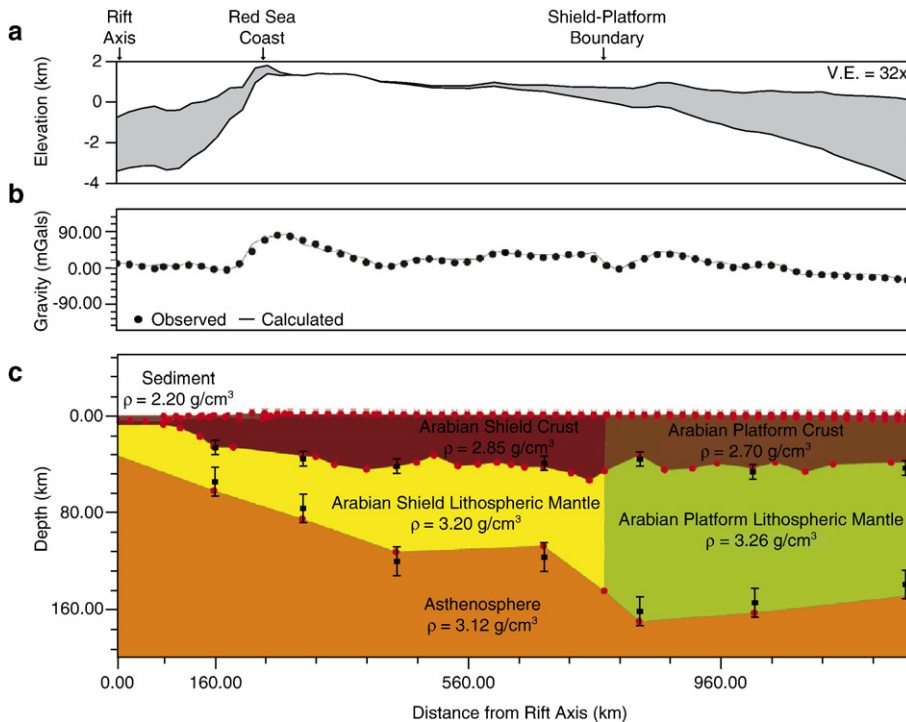 a
Rift
Axis
Red Sea
Coast
Shield-Platform
Boundary
V.E. = 32x
Elevation (km)
2
0
-2
-4
b
Gravity (mGals)
90.00
0.00
-90.00
Observed — Calculated
c
Sediment
ρ = 2.20 g/cm³
Depth (km)
0.00
80.00
160.00
Arabian Shield Crust
ρ = 2.85 g/cm³
Arabian Platform Crust
ρ = 2.70 g/cm³
Arabian Shield Lithospheric Mantle
ρ = 3.20 g/cm³
Arabian Platform Lithospheric Mantle
ρ = 3.26 g/cm³
Asthenosphere
ρ = 3.12 g/cm³
0.00 160.00 560.00 960.00
Distance from Rift Axis (km)